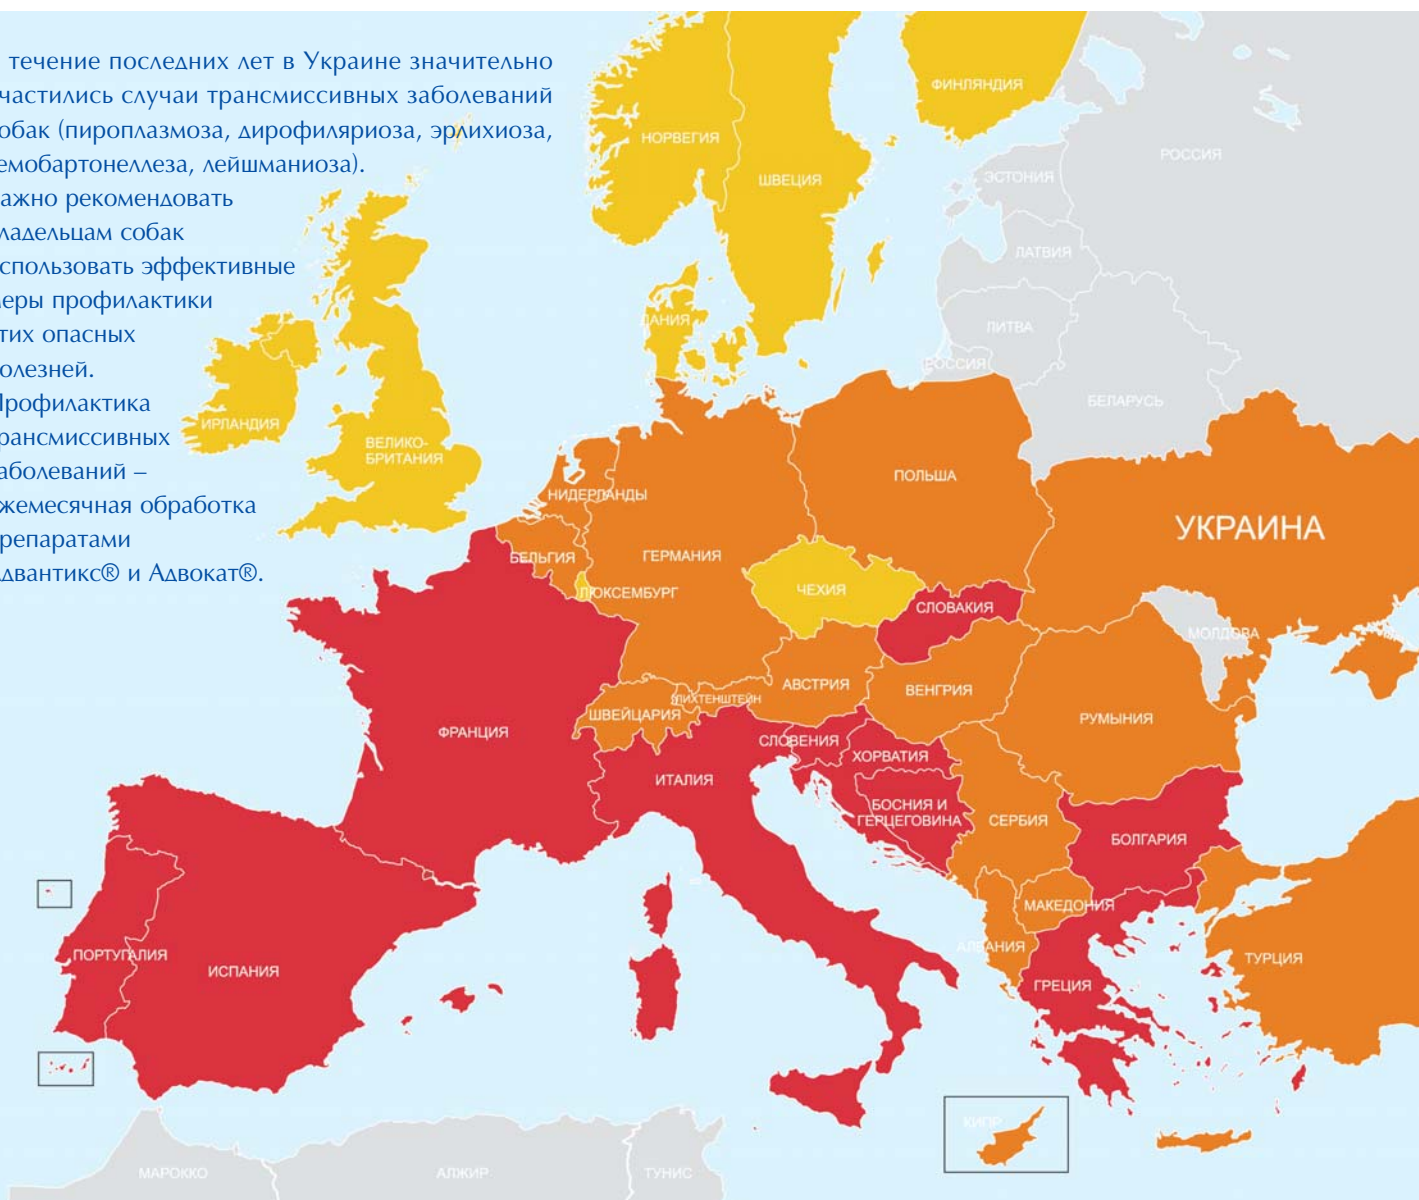 течение последних лет в Украине значительно
частились случаи трансмиссивных заболеваний
обак (пироплазмоза, дирофиляриоза, эрлихиоза,
емобартонеллеза, лейшманиоза).
ажно рекомендовать
ладельцам собак
спользовать эффективные
еры профилактики
тих опасных
олезней.
Профилактика
рансмиссивных
аболеваний –
жемесячная обработка
репаратами
двантикс® и Адвокат®.
ФИНЛЯНДИЯ
НОРВЕГИЯ
ШВЕЦИЯ
РОССИЯ
ЭСТОНИЯ
ЛАТВИЯ
ДАНИЯ
ЛИТВА
РОССИЯ
БЕЛАРУСЬ
ИРЛАНДИЯ
ВЕЛИКО-
БРИТАНИЯ
НИДЕРЛАНДЫ
ПОЛЬША
УКРАИНА
БЕЛЬГИЯ
ГЕРМАНИЯ
ЛЮКСЕМБУРГ
ЧЕХИЯ
СЛОВАКИЯ
МОЛДОВА
АВСТРИЯ
ВЕНГРИЯ
ЛИХТЕНШТЕЙН
ШВЕЙЦАРИЯ
РУМЫНИЯ
ФРАНЦИЯ
СЛОВЕНИЯ
ХОРВАТИЯ
ИТАЛИЯ
БОСНИЯ И
ГЕРЦЕГОВИНА
СЕРБИЯ
БОЛГАРИЯ
МАКЕДОНИЯ
АЛБАНИЯ
ПОРТУГАЛИЯ
ИСПАНИЯ
ГРЕЦИЯ
ТУРЦИЯ
КИПР
МАРОККО
АЛЖИР
ТУНИС